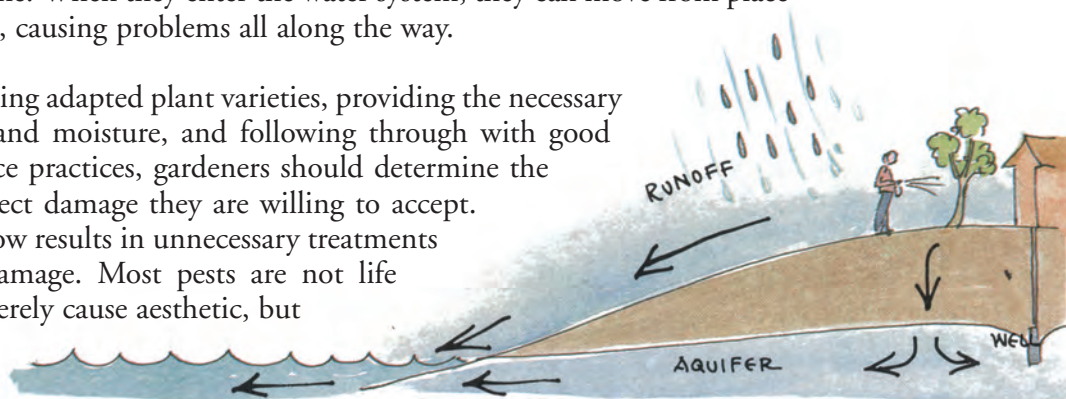 ne. When they enter the water system, they can move from place
, causing problems all along the way.
ing adapted plant varieties, providing the necessary
and moisture, and following through with good
ce practices, gardeners should determine the
ect damage they are willing to accept.
ow results in unnecessary treatments
amage. Most pests are not life
erely cause aesthetic, but
RUNOFF
WELL
AQUIFER